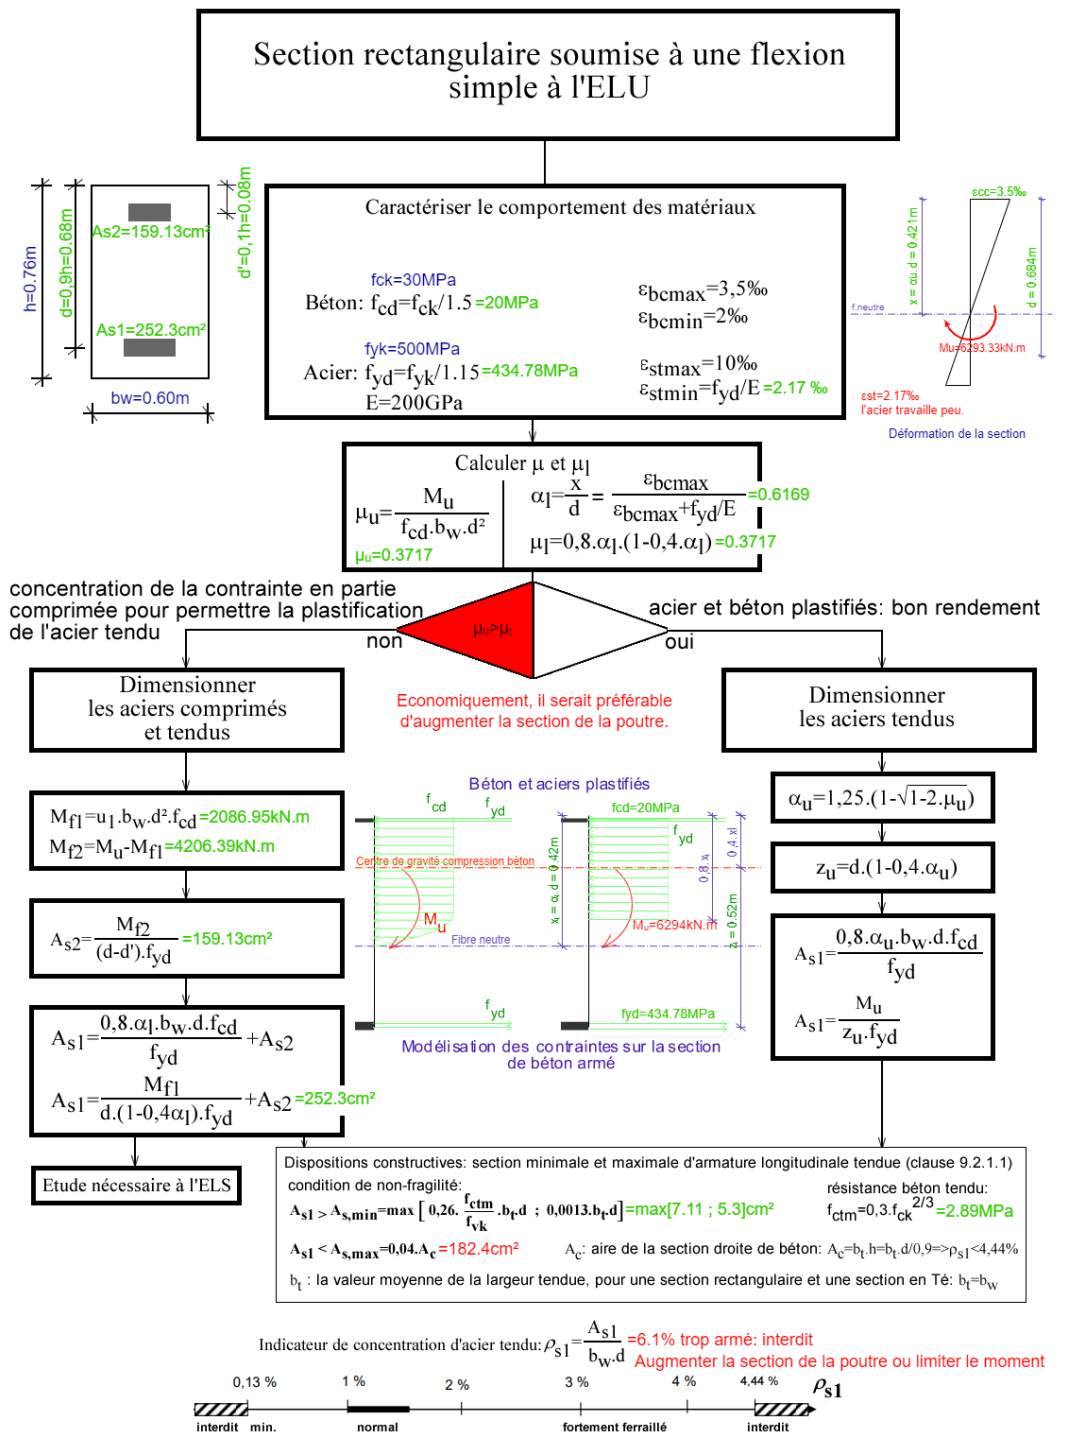 Section rectangulaire soumise à une flexion
simple à l'ELU
h=0.76m
d=0,9h=0.68m
As2=159.13cm²
As1=252.3cm²
d'=0,1h=0.08m
bw=0.60m
Caractériser le comportement des matériaux
fck=30MPa
Béton: fcd=fck/1.5 =20MPa
fyk=500MPa
Acier: fyd=fyk/1.15 =434.78MPa
E=200GPa
εbcmax=3,5‰
εbcmin=2‰
εstmax=10‰
εstmin=fyd/E =2.17 ‰
εcc=3.5‰
x = αu.d = 0.421m
d = 0.684m
f.neutre
Mu=6293.33kN.m
εst=2.17‰
l'acier travaille peu.
Déformation de la section
Calculer μ et μl
μu= Mu / fcd.bw.d²
μu=0.3717
αl= x/d = εbcmax / εbcmax+fyd/E =0.6169
μl=0,8.αl.(1-0,4.αl) =0.3717
concentration de la contrainte en partie
comprimée pour permettre la plastification
de l'acier tendu
non
μu>μl
acier et béton plastifiés: bon rendement
oui
Economiquement, il serait préférable
d'augmenter la section de la poutre.
Dimensionner
les aciers comprimés
et tendus
Mf1=u1.bw.d².fcd =2086.95kN.m
Mf2=Mu-Mf1 =4206.39kN.m
As2= Mf2 / (d-d').fyd =159.13cm²
As1= 0,8.αl.bw.d.fcd / fyd +As2
As1= Mf1 / d.(1-0,4αl).fyd +As2 =252.3cm²
Etude nécessaire à l'ELS
Béton et aciers plastifiés
fcd
fyd
Centre de gravité compression béton
Mu
Fibre neutre
fyd
xl = αl.d = 0.42m
fcd=20MPa
fyd
0,8.xl
0,4.xl
Mu=6294kN.m
zl = 0.52m
fyd=434.78MPa
Modélisation des contraintes sur la section
de béton armé
Dimensionner
les aciers tendus
αu=1,25.(1-√1-2.μu)
zu=d.(1-0,4.αu)
As1= 0,8.αu.bw.d.fcd / fyd
As1= Mu / zu.fyd
Dispositions constructives: section minimale et maximale d'armature longitudinale tendue (clause 9.2.1.1)
condition de non-fragilité:
As1 > As,min=max [ 0,26. fctm / fyk .bt.d ; 0,0013.bt.d ] =max[7.11 ; 5.3]cm²
résistance béton tendu:
fctm=0,3.fck^2/3 =2.89MPa
As1 < As,max=0,04.Ac =182.4cm²
Ac: aire de la section droite de béton: Ac=bt.h=bt.d/0,9=>ρs1<4,44%
bt : la valeur moyenne de la largeur tendue, pour une section rectangulaire et une section en Té: bt=bw
Indicateur de concentration d'acier tendu: ρs1= As1 / bw.d =6.1% trop armé: interdit
Augmenter la section de la poutre ou limiter le moment
0,13 % 1 % 2 % 3 % 4 % 4,44 % ρs1
interdit min. normal fortement ferraillé interdit